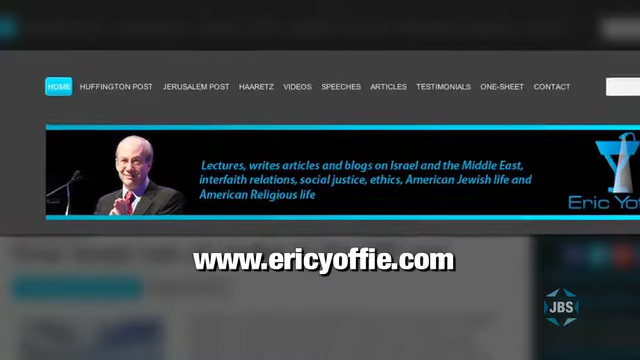 HOME HUFFINGTON POST JERUSALEM POST HAARETZ VIDEOS SPEECHES ARTICLES TESTIMONIALS ONE-SHEET CONTACT
Lectures, writes articles and blogs on Israel and the Middle East,
interfaith relations, social justice, ethics, American Jewish life and
American Religious life
Eric Yof
www.ericyoffie.com
JBS